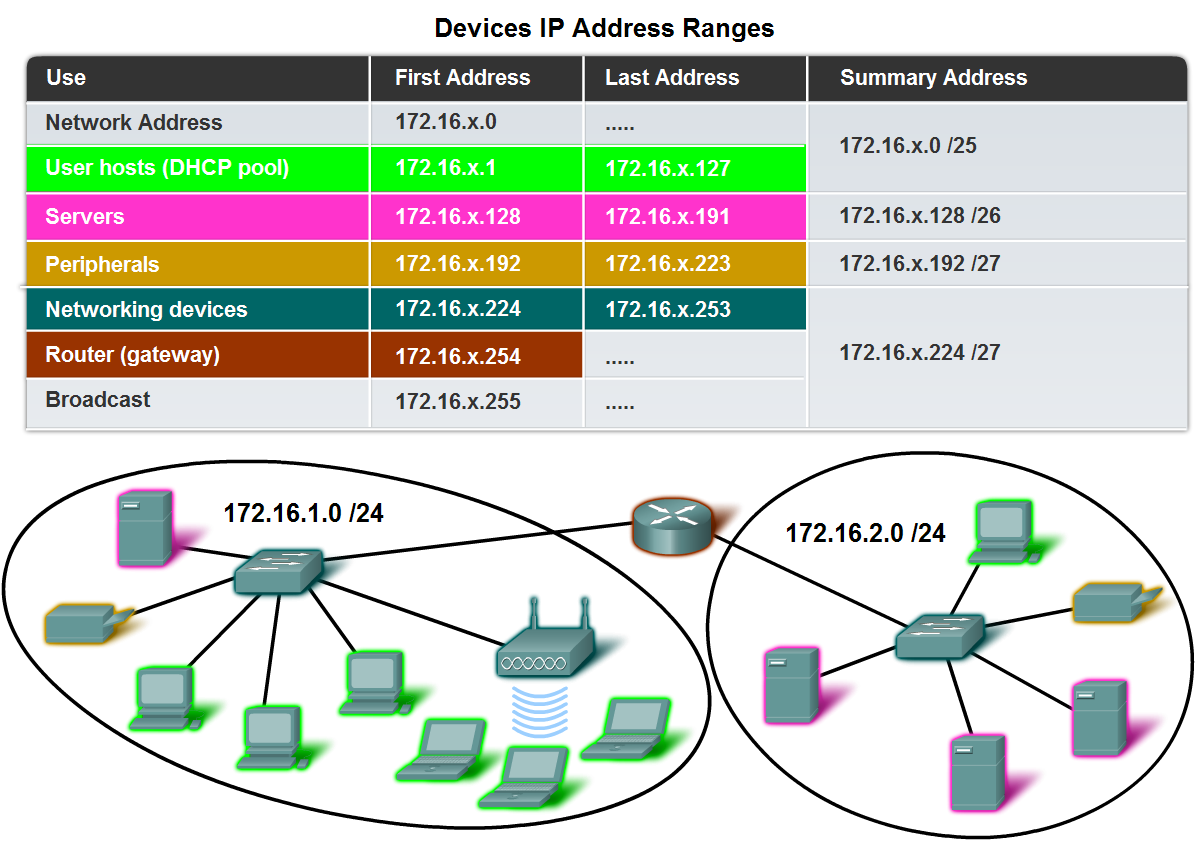 Devices IP Address Ranges
Use First Address Last Address Summary Address
Network Address 172.16.x.0 .....
172.16.x.0 /25
User hosts (DHCP pool) 172.16.x.1 172.16.x.127
Servers 172.16.x.128 172.16.x.191 172.16.x.128 /26
Peripherals 172.16.x.192 172.16.x.223 172.16.x.192 /27
Networking devices 172.16.x.224 172.16.x.253
172.16.x.224 /27
Router (gateway) 172.16.x.254 .....
Broadcast 172.16.x.255 .....
172.16.1.0 /24
172.16.2.0 /24